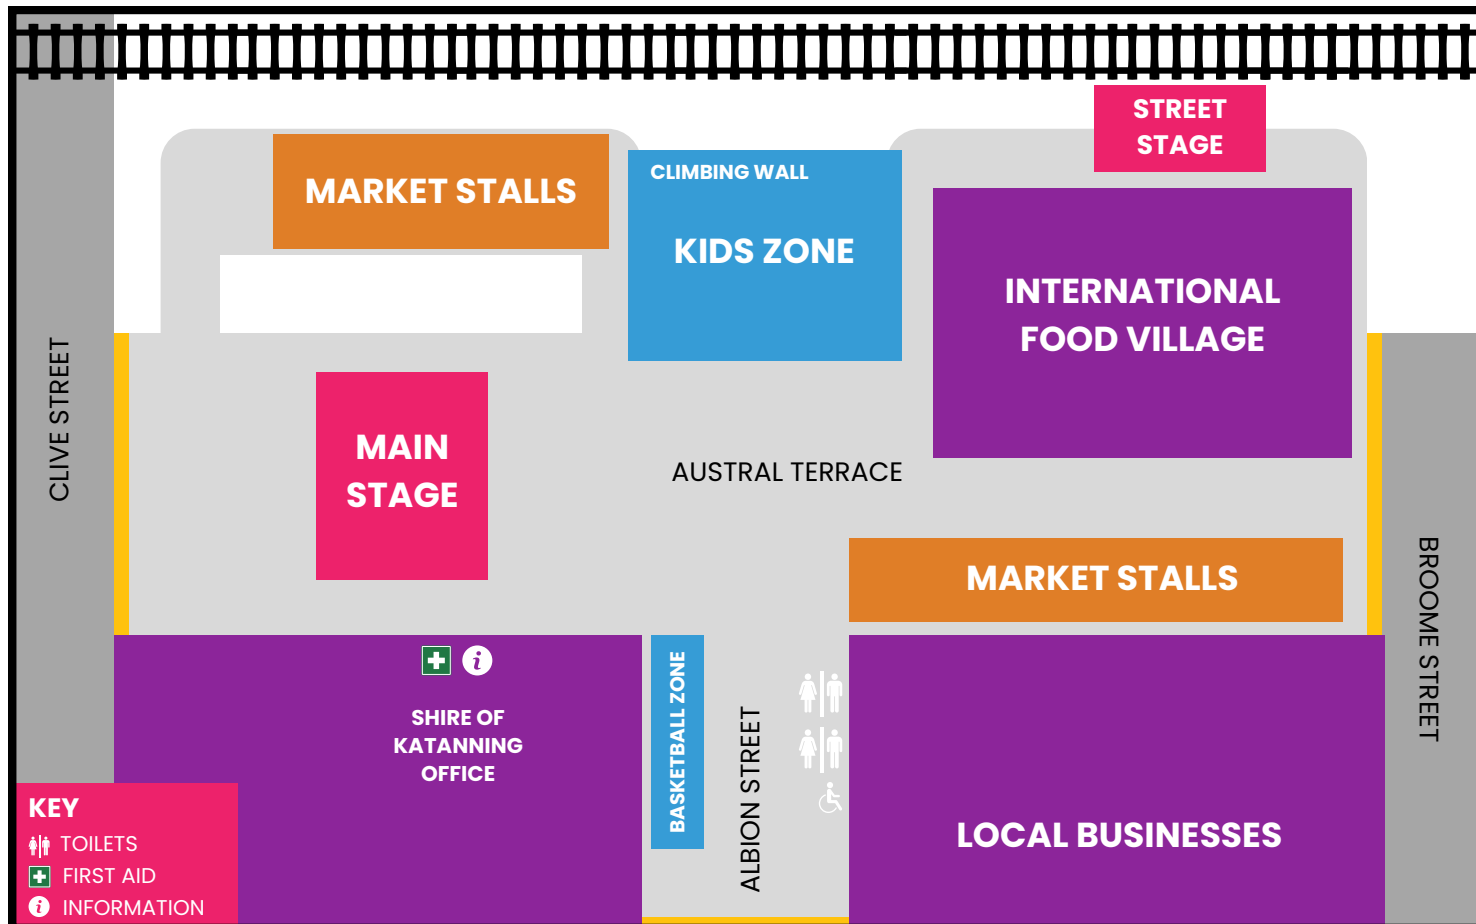 STREET
STAGE
MARKET STALLS
CLIMBING WALL
KIDS ZONE
INTERNATIONAL
FOOD VILLAGE
CLIVE STREET
MAIN
STAGE
AUSTRAL TERRACE
MARKET STALLS
BROOME STREET
SHIRE OF
KATANNING
OFFICE
BASKETBALL ZONE
ALBION STREET
LOCAL BUSINESSES
KEY
TOILETS
FIRST AID
INFORMATION